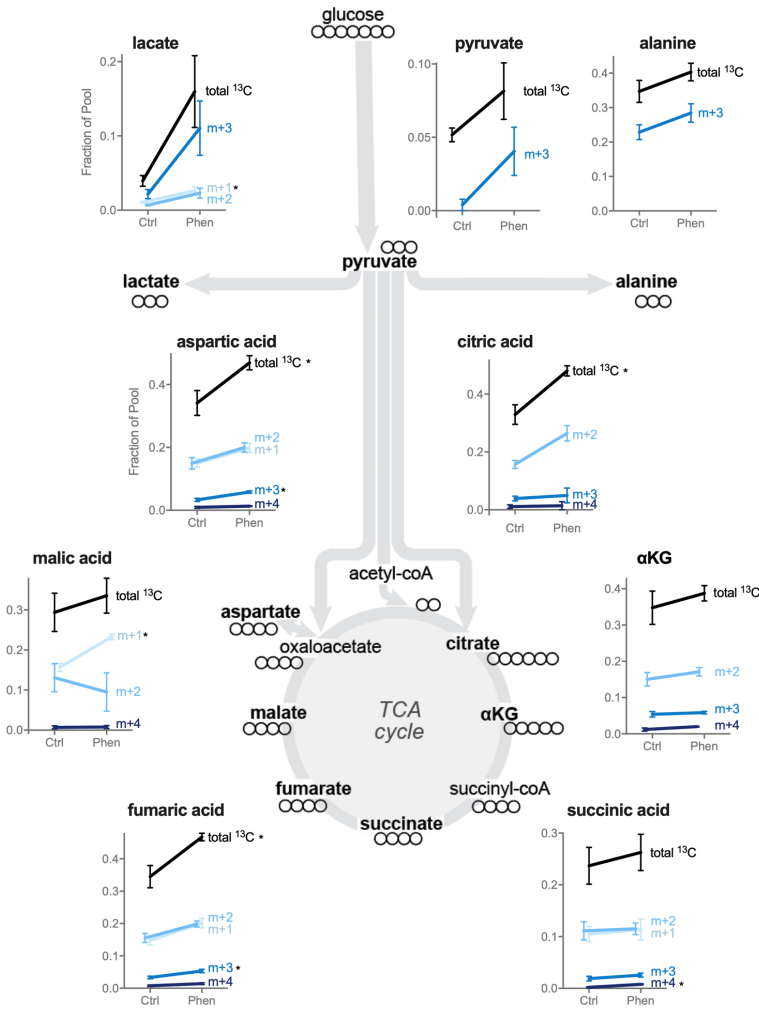 glucose
lacate
Fraction of Pool
0.2
0.1
0.0
total ¹³C
m+3
m+1 *
m+2
Ctrl
Phen
pyruvate
0.10
0.05
0.00
total ¹³C
m+3
Ctrl
Phen
alanine
0.4
0.3
0.2
0.1
0.0
total ¹³C
m+3
Ctrl
Phen
pyruvate
lactate
alanine
aspartic acid
Fraction of Pool
0.4
0.2
0.0
total ¹³C *
m+2
m+1
m+3 *
m+4
Ctrl
Phen
citric acid
0.4
0.2
0.0
total ¹³C *
m+2
m+3
m+4
Ctrl
Phen
malic acid
0.3
0.2
0.1
0.0
total ¹³C
m+1 *
m+2
m+4
Ctrl
Phen
acetyl-coA
aspartate
oxaloacetate
citrate
malate
TCA
cycle
αKG
fumarate
succinyl-coA
succinate
αKG
0.4
0.3
0.2
0.1
0.0
total ¹³C
m+2
m+3
m+4
Ctrl
Phen
fumaric acid
0.4
0.3
0.2
0.1
0.0
total ¹³C *
m+2
m+1
m+3 *
m+4
Ctrl
Phen
succinic acid
0.3
0.2
0.1
0.0
total ¹³C
m+2
m+1
m+3
m+4 *
Ctrl
Phen